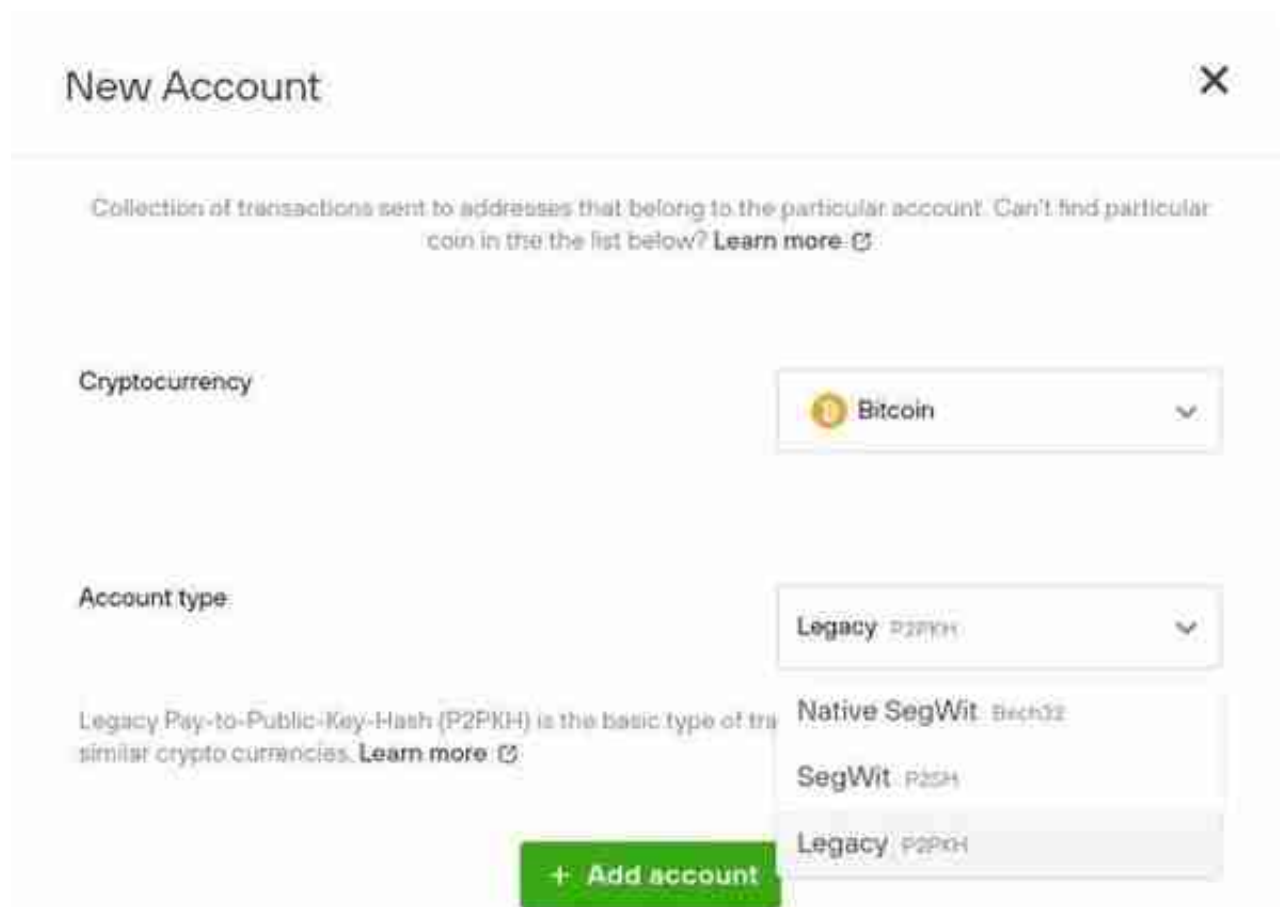 New Account
Collection of transactions sent to addresses that belong to the particular account. Can't find particular
coin in the the list below? Learn more
Cryptocurrency
Bitcoin
Account type
Legacy P2PKH
Native SegWit Bech32
Legacy Pay-to-Public-Key-Hash (P2PKH) is the basic type of tra
similar crypto currencies. Learn more
SegWit P2SH
Legacy P2PKH
+ Add account